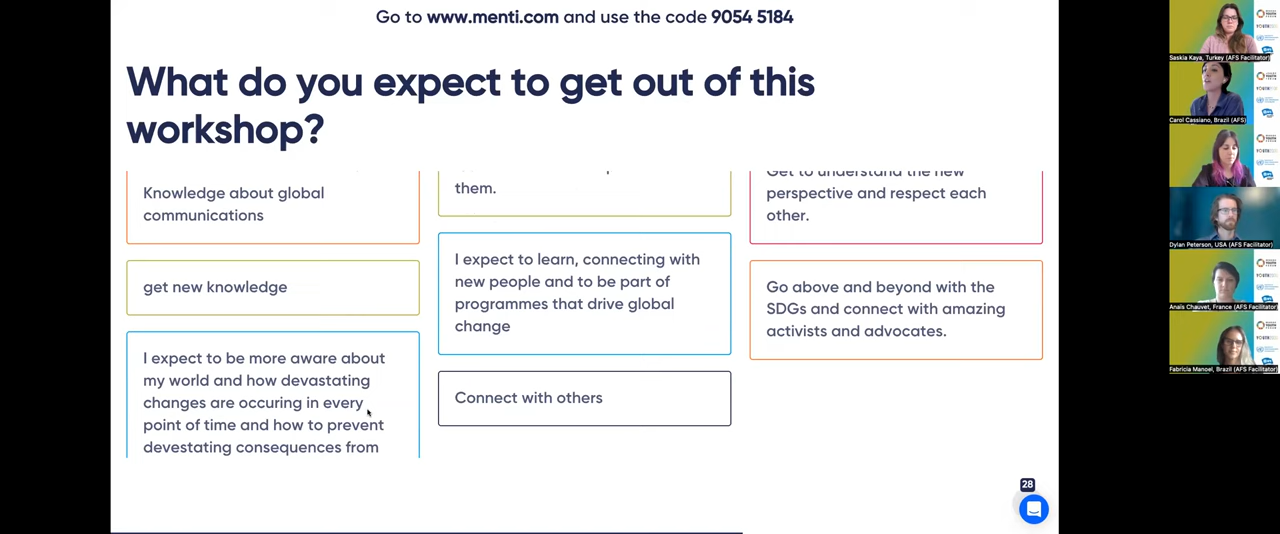 Go to www.menti.com and use the code 9054 5184
What do you expect to get out of this
workshop?
Knowledge about global
communications
get new knowledge
I expect to be more aware about
my world and how devastating
changes are occuring in every
point of time and how to prevent
devestating consequences from
them.
I expect to learn, connecting with
new people and to be part of
programmes that drive global
change
Connect with others
Get to understand the new
perspective and respect each
other.
Go above and beyond with the
SDGs and connect with amazing
activists and advocates.
28
Saskia Kaya, Turkey (AFS Facilitator)
Carol Cassiano, Brazil (AFS)
Dylan Peterson, USA (AFS Facilitator)
Anaïs Chauvet, France (AFS Facilitator)
Fabricia Manoel, Brazil (AFS Facilitator)